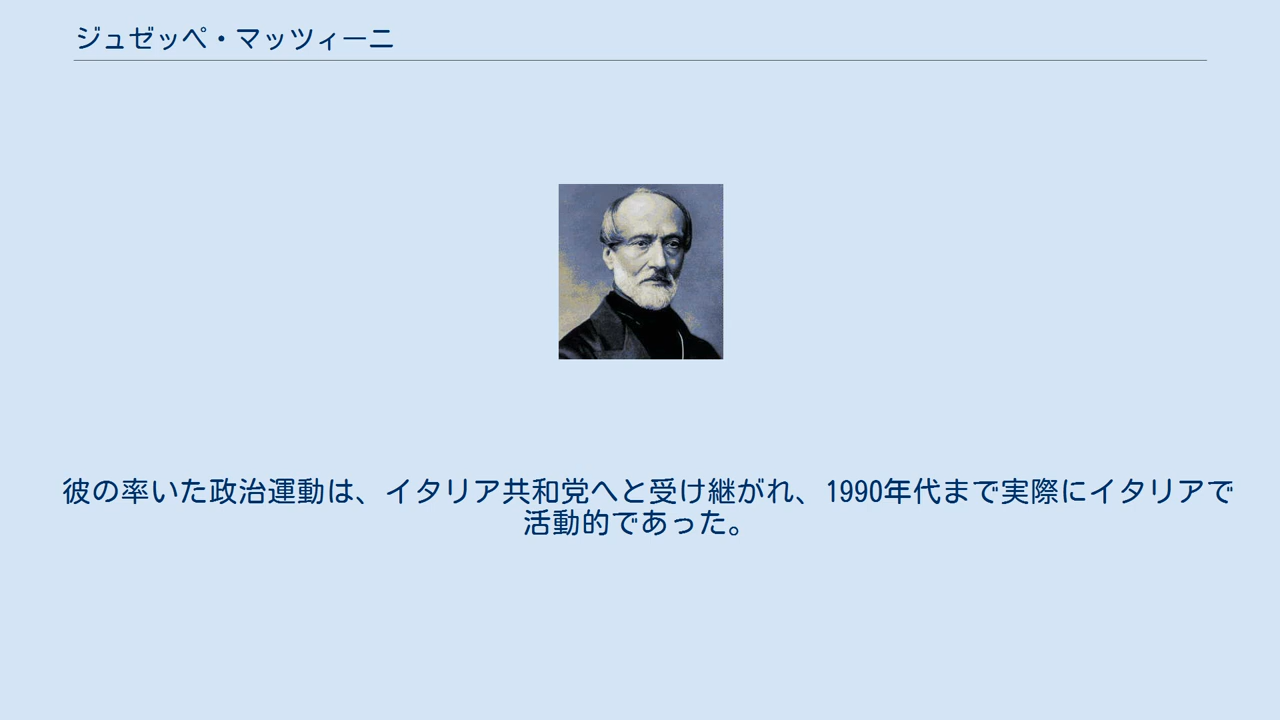 ジュゼッペ・マッツィーニ
彼の率いた政治運動は、イタリア共和党へと受け継がれ、1990年代まで実際にイタリアで
活動的であった。